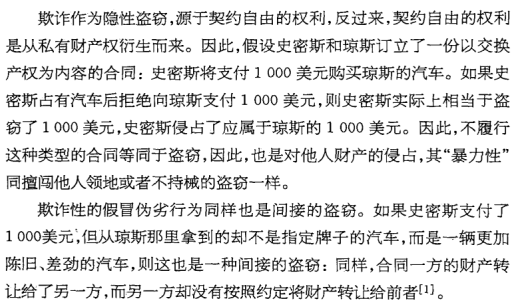 欺诈作为隐性盗窃,源于契约自由的权利,反过来,契约自由的权利
是从私有财产权衍生而来。因此,假设史密斯和琼斯订立了一份以交换
产权为内容的合同:史密斯将支付 1 000 美元购买琼斯的汽车。如果史
密斯占有汽车后拒绝向琼斯支付 1 000 美元,则史密斯实际上相当于盗
窃了 1 000 美元,史密斯侵占了应属于琼斯的 1 000 美元。因此,不履行
这种类型的合同等同于盗窃,因此,也是对他人财产的侵占,其“暴力性”
同擅闯他人领地或者不持械的盗窃一样。
欺诈性的假冒伪劣行为同样也是间接的盗窃。如果史密斯支付了
1 000美元,但从琼斯那里拿到的却不是指定牌子的汽车,而是一辆更加
陈旧、差劲的汽车,则这也是一种间接的盗窃:同样,合同一方的财产转
让给了另一方,而另一方却没有按照约定将财产转让给前者[1]。